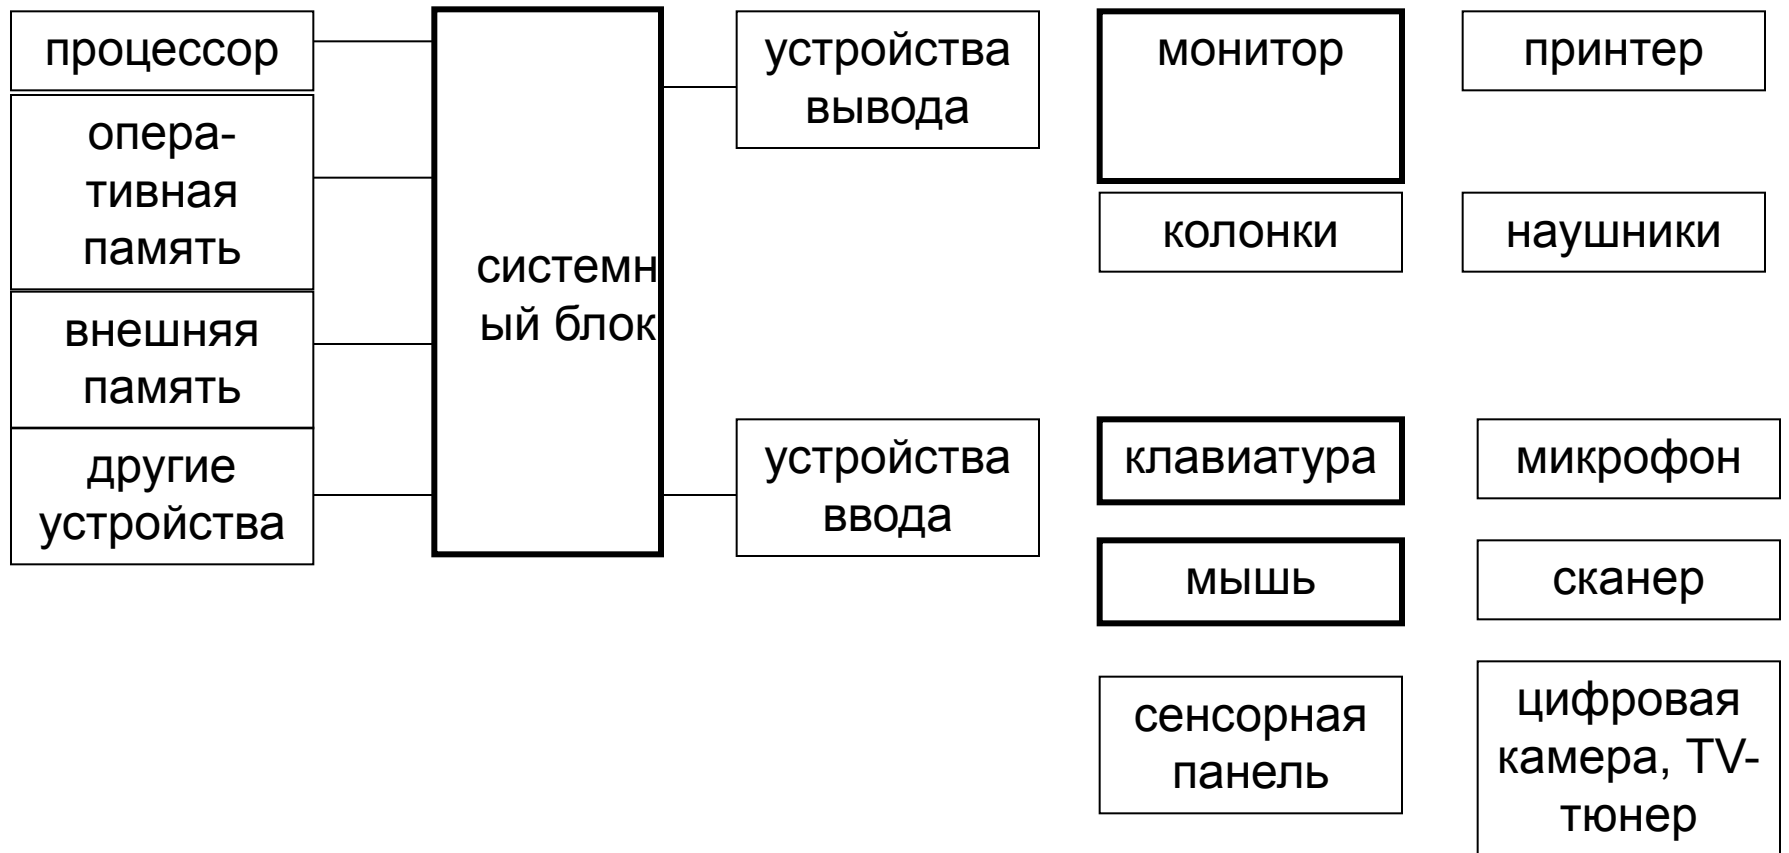 процессор
опера-
тивная
память
внешняя
память
другие
устройства
системн
ый блок
устройства
вывода
монитор
принтер
колонки
наушники
устройства
ввода
клавиатура
микрофон
мышь
сканер
сенсорная
панель
цифровая
камера, TV-
тюнер